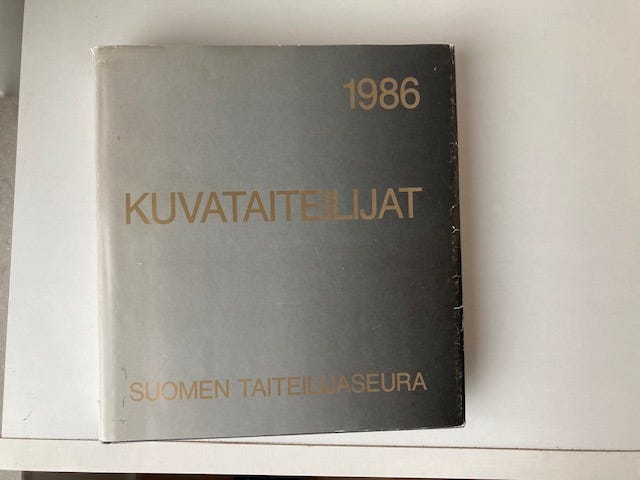 1986
KUVATAITEILIJAT
SUOMEN TAITEILIJASEURA